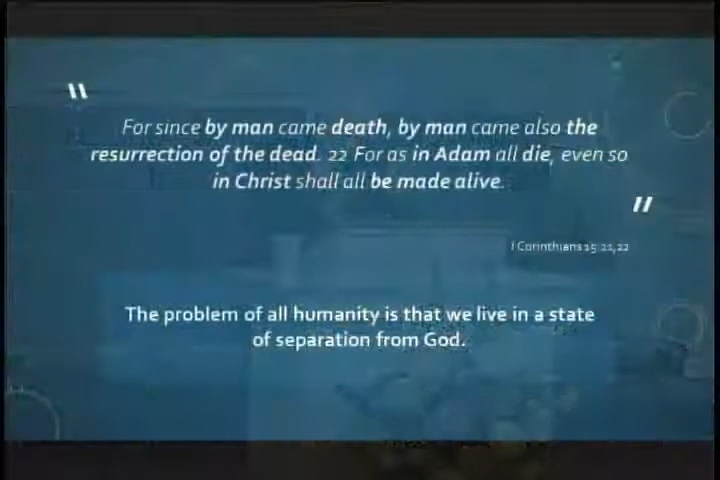 "
For since by man came death, by man came also the
resurrection of the dead. 22 For as in Adam all die, even so
in Christ shall all be made alive.
"
I Corinthians 15:21,22
The problem of all humanity is that we live in a state
of separation from God.